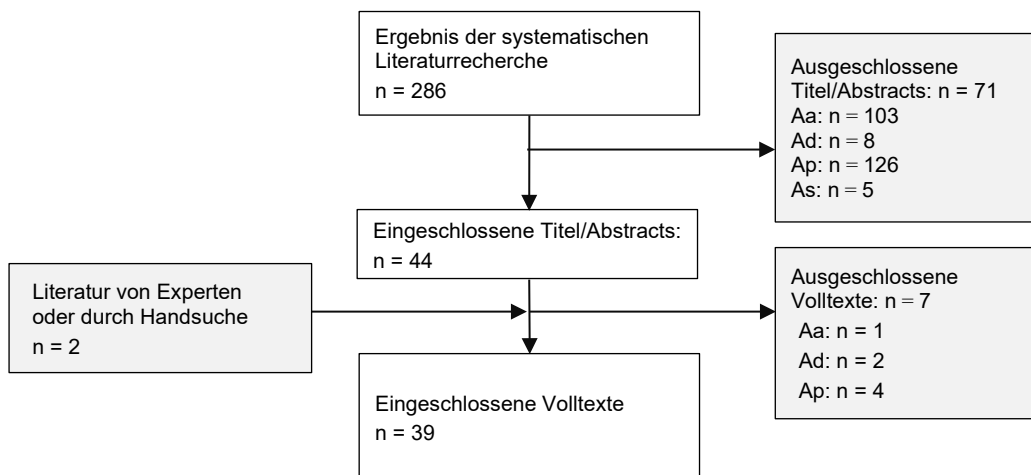 Ergebnis der systematischen
Literaturrecherche
n = 286
Ausgeschlossene
Titel/Abstracts: n = 71
Aa: n = 103
Ad: n = 8
Ap: n = 126
As: n = 5
Eingeschlossene Titel/Abstracts:
n = 44
Literatur von Experten
oder durch Handsuche
n = 2
Ausgeschlossene
Volltexte: n = 7
Aa: n = 1
Ad: n = 2
Ap: n = 4
Eingeschlossene Volltexte
n = 39